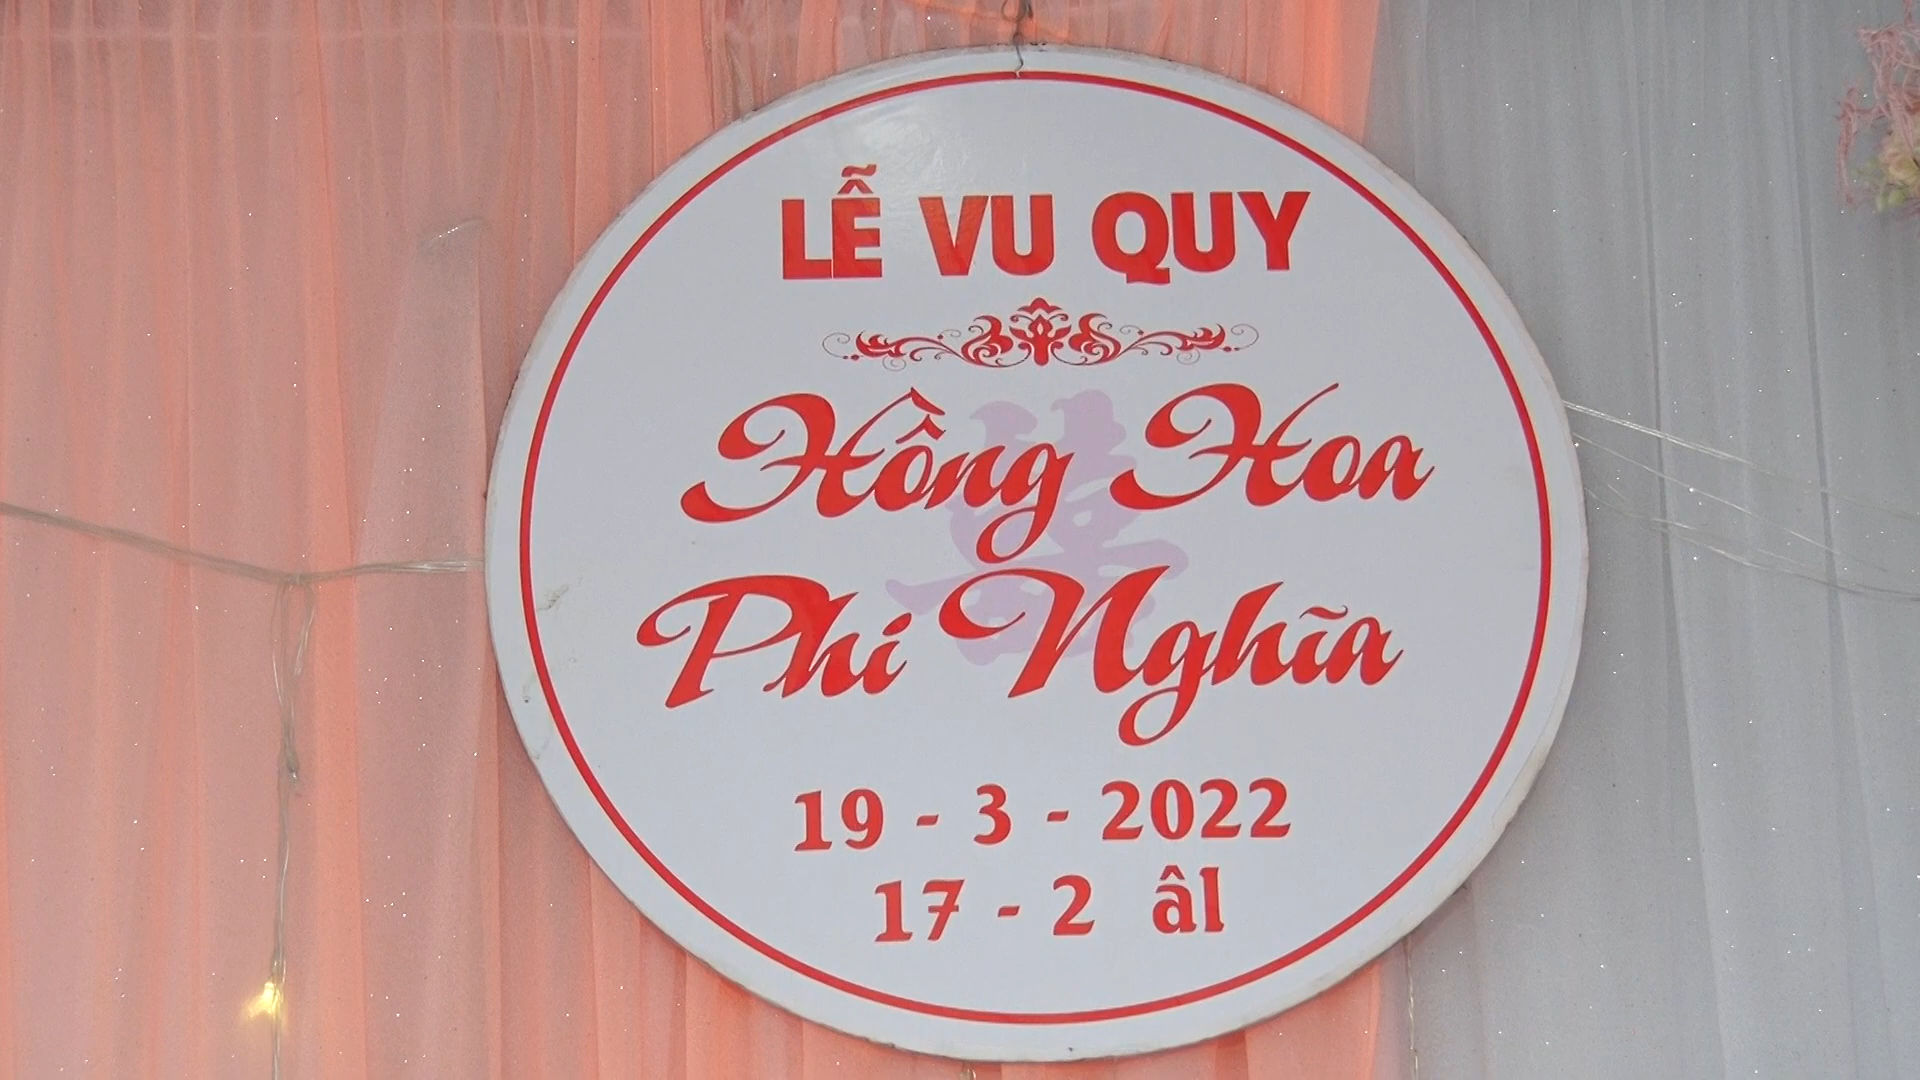 LỄ VU QUY
Hồng Hoa
Phi Nghĩa
19 - 3 - 2022
17 - 2 âl